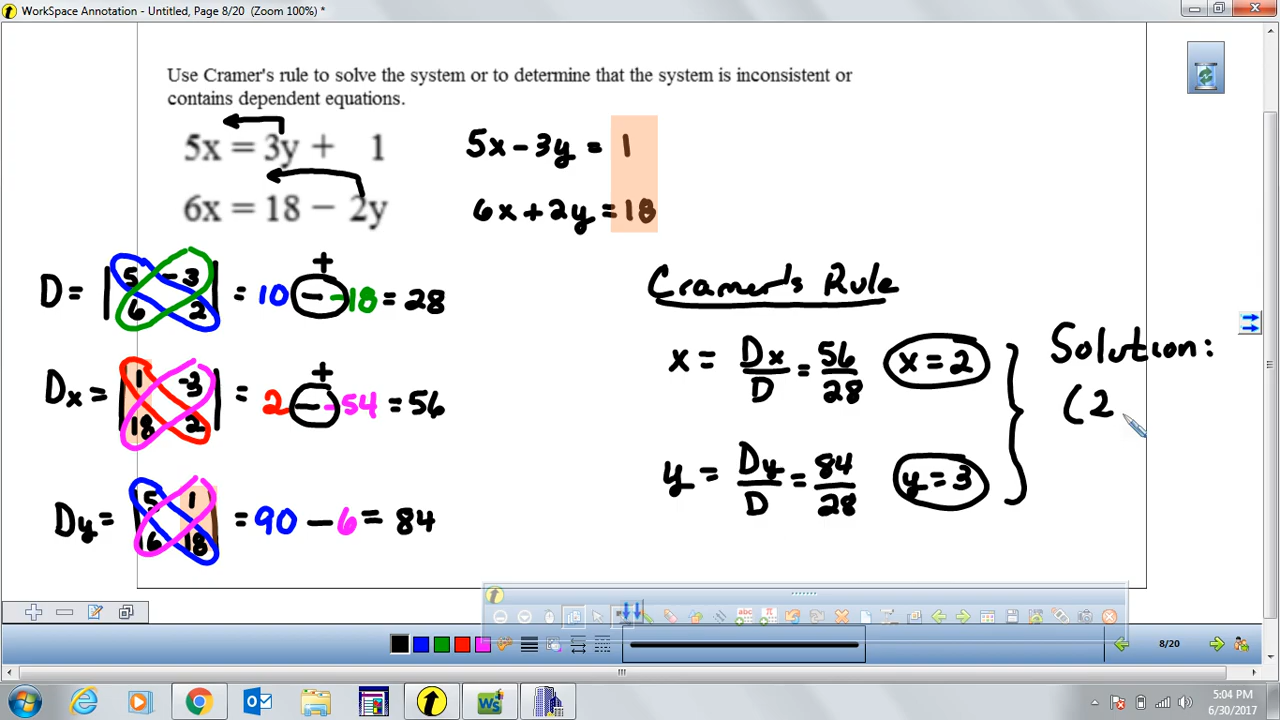 WorkSpace Annotation - Untitled, Page 8/20 (Zoom 100%) *
Use Cramer's rule to solve the system or to determine that the system is inconsistent or
contains dependent equations.
5x = 3y + 1
6x = 18 − 2y
5x − 3y = 1
6x + 2y = 18
D = | 5 −3 | = 10 − −18 = 28
+
6 2
Dx = | 1 −3 | = 2 − −54 = 56
+
18 2
Dy = | 5 1 | = 90 − 6 = 84
6 18
Cramer's Rule
x = Dx/D = 56/28 x = 2
y = Dy/D = 84/28 y = 3
Solution:
(2
abc
π
8/20
5:04 PM
6/30/2017